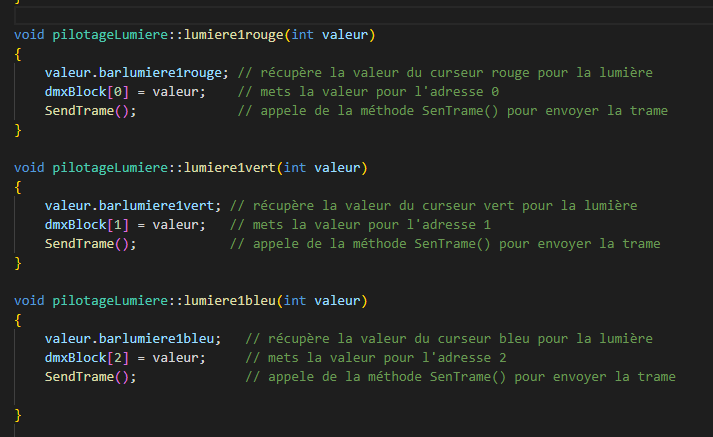 }
void pilotageLumiere::lumiere1rouge(int valeur)
{
    valeur.barlumiere1rouge; // récupère la valeur du curseur rouge pour la lumière
    dmxBlock[0] = valeur;    // mets la valeur pour l'adresse 0
    SendTrame();             // appele de la méthode SenTrame() pour envoyer la trame
}

void pilotageLumiere::lumiere1vert(int valeur)
{
    valeur.barlumiere1vert; // récupère la valeur du curseur vert pour la lumière
    dmxBlock[1] = valeur;   // mets la valeur pour l'adresse 1
    SendTrame();            // appele de la méthode SenTrame() pour envoyer la trame
}

void pilotageLumiere::lumiere1bleu(int valeur)
{
    valeur.barlumiere1bleu;   // récupère la valeur du curseur bleu pour la lumière
    dmxBlock[2] = valeur;     // mets la valeur pour l'adresse 2
    SendTrame();              // appele de la méthode SenTrame() pour envoyer la trame

}